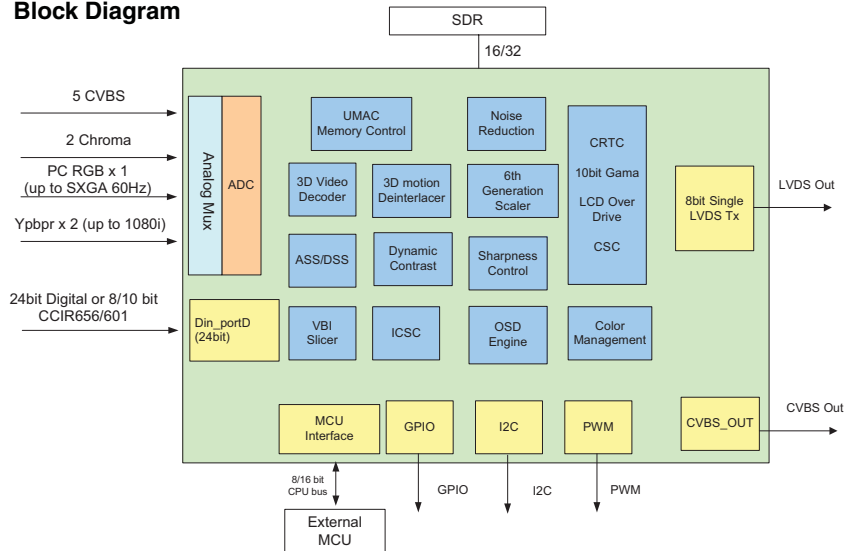 Block Diagram
SDR
16/32
5 CVBS
2 Chroma
PC RGB x 1
(up to SXGA 60Hz)
Ypbpr x 2 (up to 1080i)
24bit Digital or 8/10 bit
CCIR656/601
Analog Mux
ADC
Din_portD
(24bit)
UMAC
Memory Control
Noise
Reduction
3D Video
Decoder
3D motion
Deinterlacer
6th
Generation
Scaler
ASS/DSS
Dynamic
Contrast
Sharpness
Control
VBI
Slicer
ICSC
OSD
Engine
CRTC
10bit Gama
LCD Over
Drive
CSC
Color
Management
8bit Single
LVDS Tx
LVDS Out
MCU
Interface
GPIO
I2C
PWM
CVBS_OUT
CVBS Out
8/16 bit
CPU bus
GPIO
I2C
PWM
External
MCU